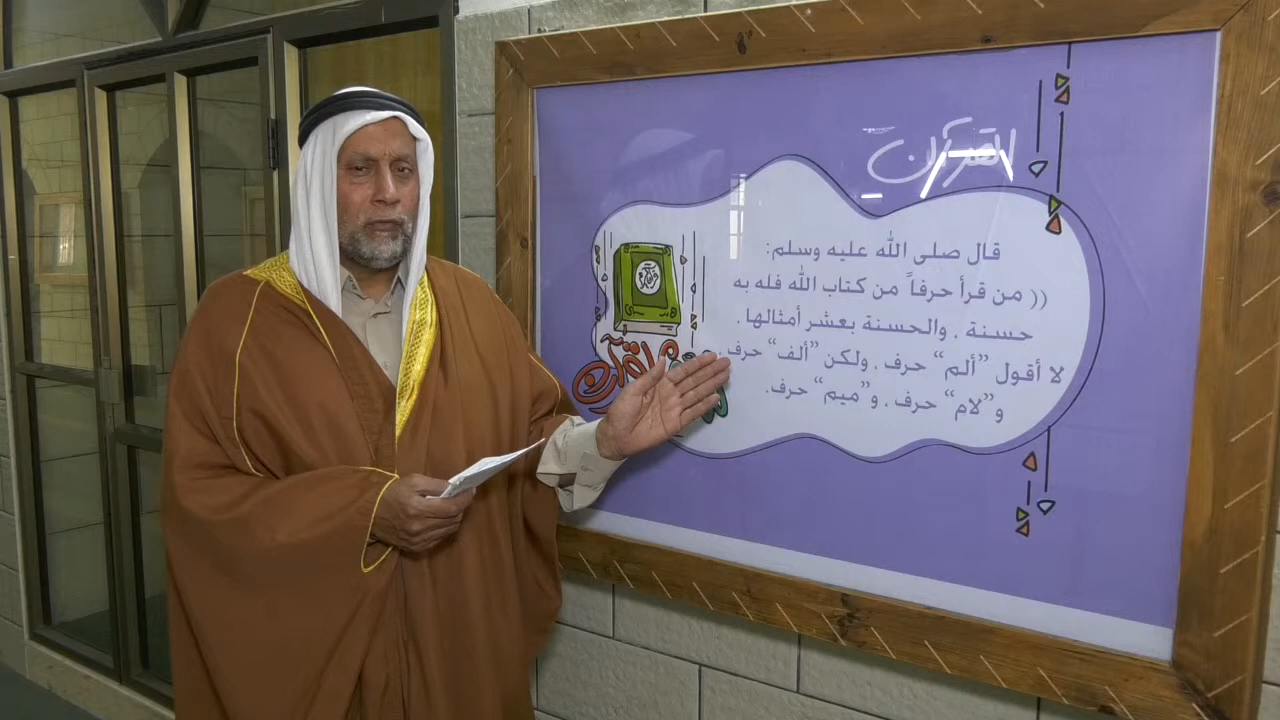 القرآن
قال صلى الله عليه وسلم:
(( من قرأ حرفاً من كتاب الله فله به
حسنة . والحسنة بعشر أمثالها .
لا أقول ”ألم“ حرف . ولكن ”ألف“ حرف .
و”لام“ حرف . و”ميم“ حرف.
القرآن